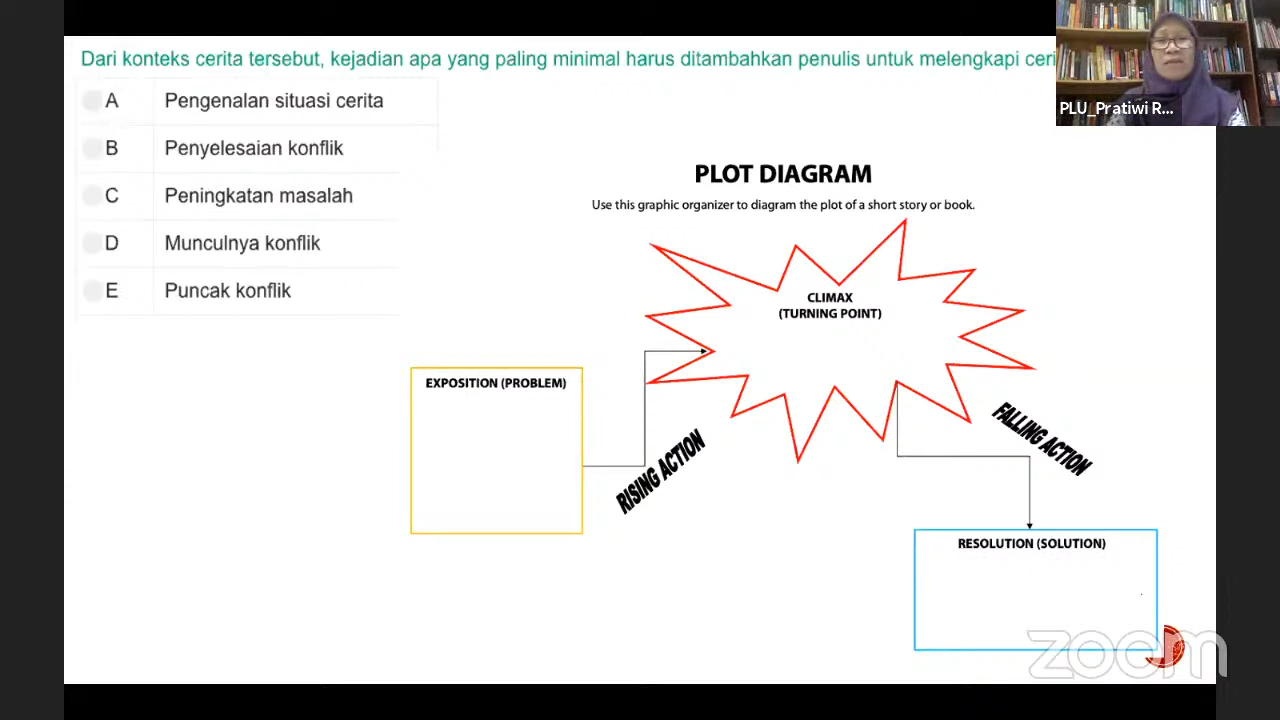 Dari konteks cerita tersebut, kejadian apa yang paling minimal harus ditambahkan penulis untuk melengkapi
A Pengenalan situasi cerita
B Penyelesaian konflik
C Peningkatan masalah
D Munculnya konflik
E Puncak konflik
PLU_Pratiwi R...
PLOT DIAGRAM
Use this graphic organizer to diagram the plot of a short story or book.
CLIMAX
(TURNING POINT)
EXPOSITION (PROBLEM)
RISING ACTION
FALLING ACTION
RESOLUTION (SOLUTION)
zoom